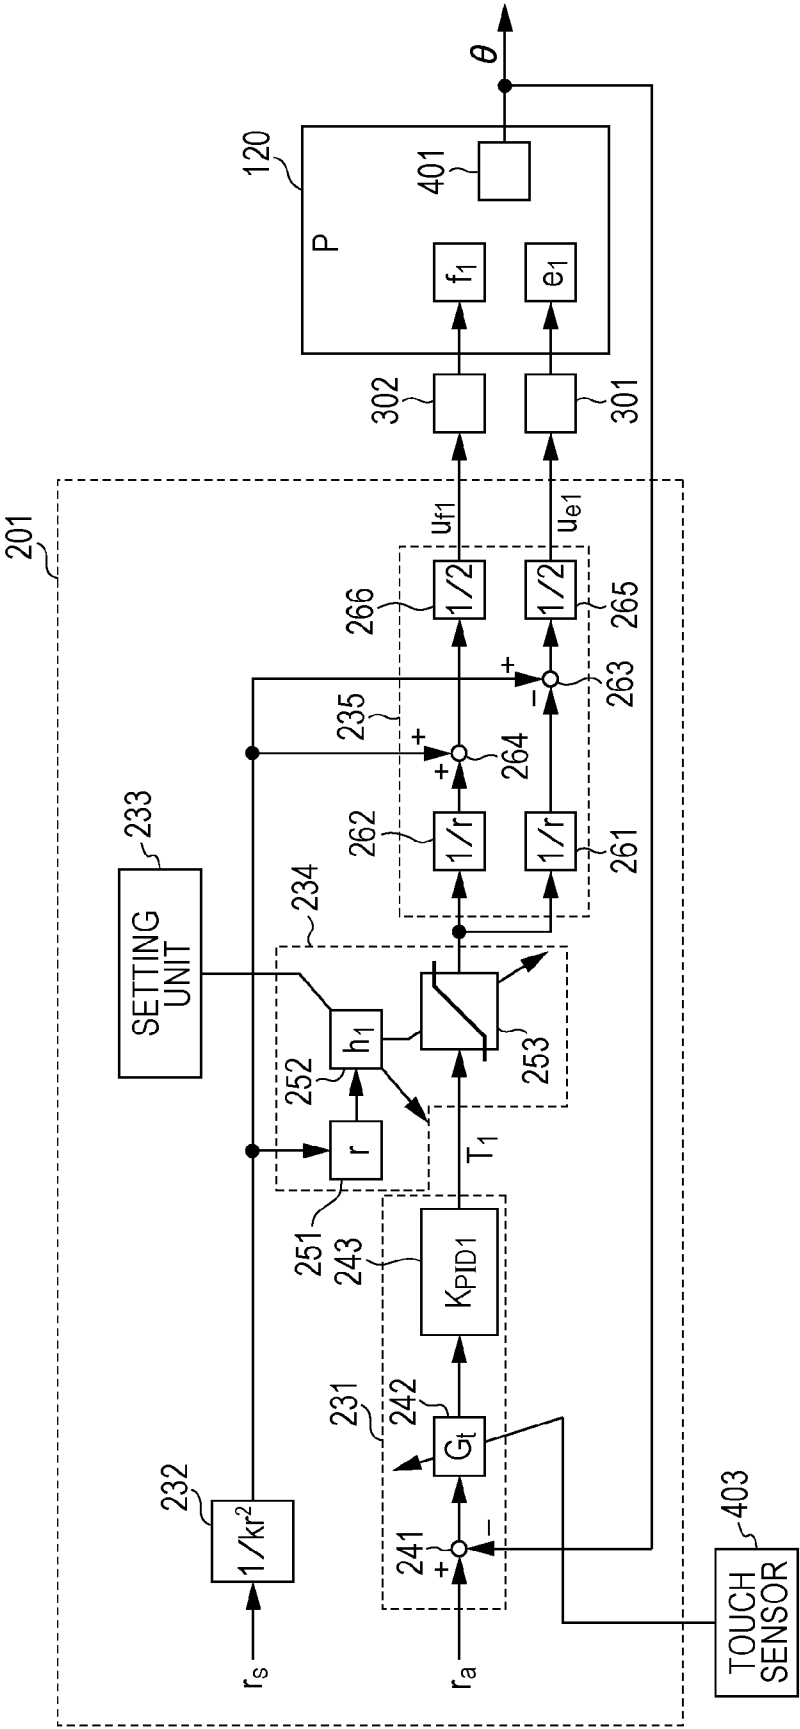 201
233
SETTING
UNIT
232
1/kr²
rs
ra
231
241
+
−
242
Gt
243
KPID1
T1
234
251
r
252
h1
253
235
262
1/r
261
1/r
264
+
+
263
+
−
266
1/2
265
1/2
uf1
ue1
302
301
120
P
f1
e1
401
θ
403
TOUCH
SENSOR